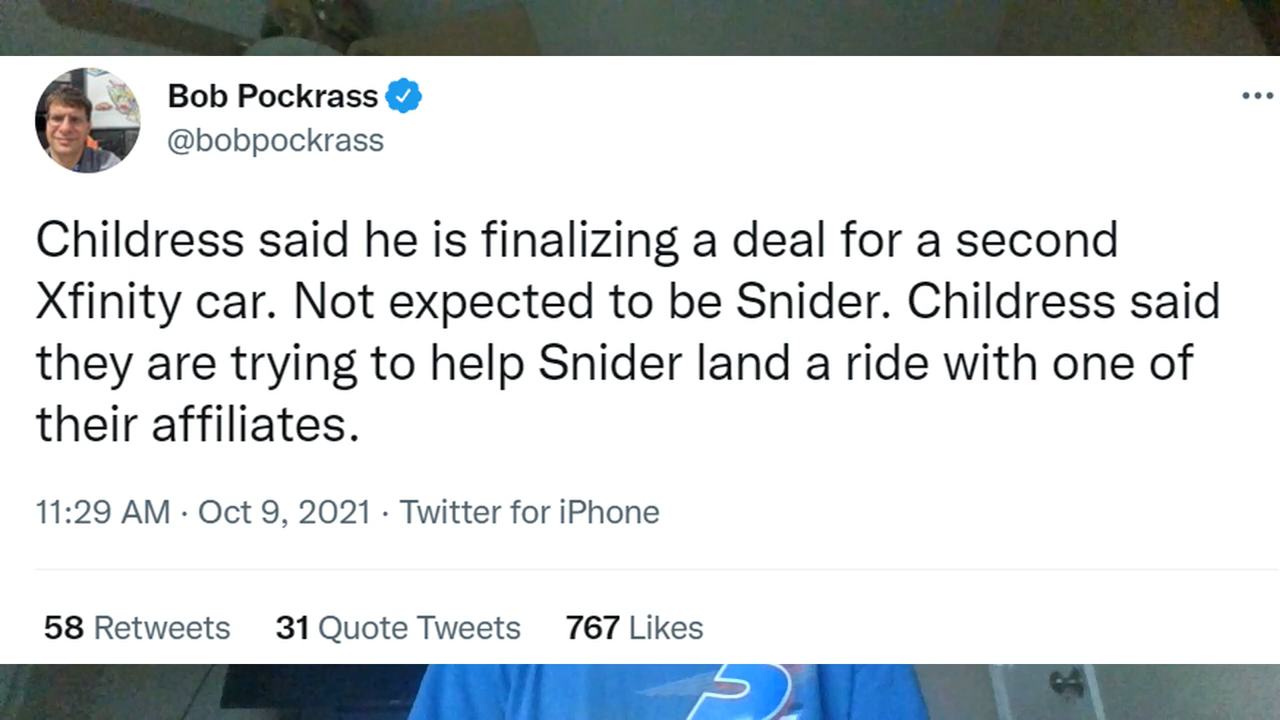 Bob Pockrass
@bobpockrass
Childress said he is finalizing a deal for a second
Xfinity car. Not expected to be Snider. Childress said
they are trying to help Snider land a ride with one of
their affiliates.
11:29 AM · Oct 9, 2021 · Twitter for iPhone
58 Retweets 31 Quote Tweets 767 Likes